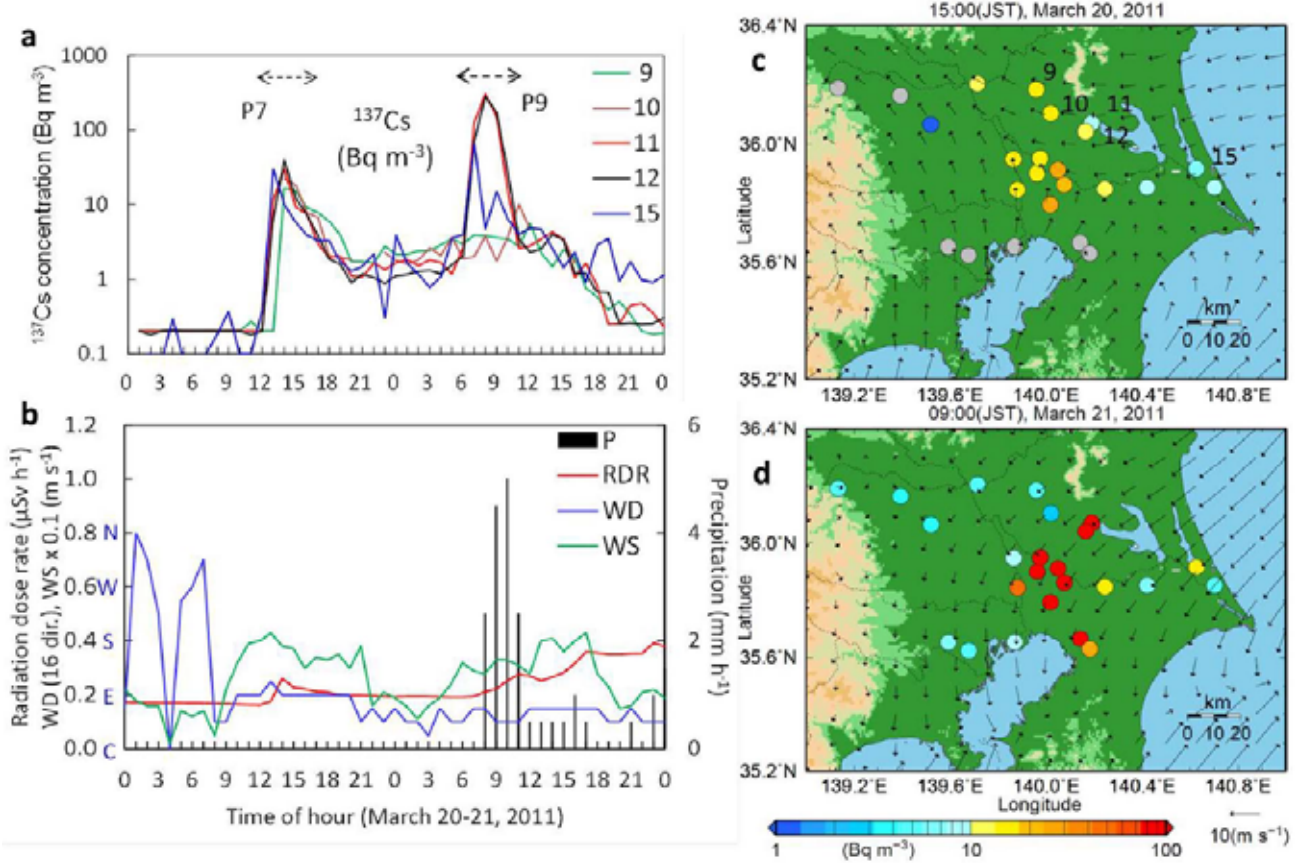 a
¹³⁷Cs concentration (Bq m⁻³)
1000
100
10
1
0.1
P7
¹³⁷Cs
(Bq m⁻³)
P9
9
10
11
12
15
0 3 6 9 12 15 18 21 0 3 6 9 12 15 18 21 0
b
Radiation dose rate (μSv h⁻¹)
WD (16 dir.), WS x 0.1 (m s⁻¹)
1.2
1.0
0.8
0.6
0.4
0.2
0.0
N
W
S
E
C
P
RDR
WD
WS
6
4
2
0
Precipitation (mm h⁻¹)
0 3 6 9 12 15 18 21 0 3 6 9 12 15 18 21 0
Time of hour (March 20-21, 2011)
15:00(JST), March 20, 2011
c
36.4˚N
36.0˚N
35.6˚N
35.2˚N
Latitude
9
10
11
12
15
km
0 10 20
139.2˚E 139.6˚E 140.0˚E 140.4˚E 140.8˚E
09:00(JST), March 21, 2011
d
36.4˚N
36.0˚N
35.6˚N
35.2˚N
Latitude
km
0 10 20
139.2˚E 139.6˚E 140.0˚E 140.4˚E 140.8˚E
Longitude
1 (Bq m⁻³) 10 100
10(m s⁻¹)